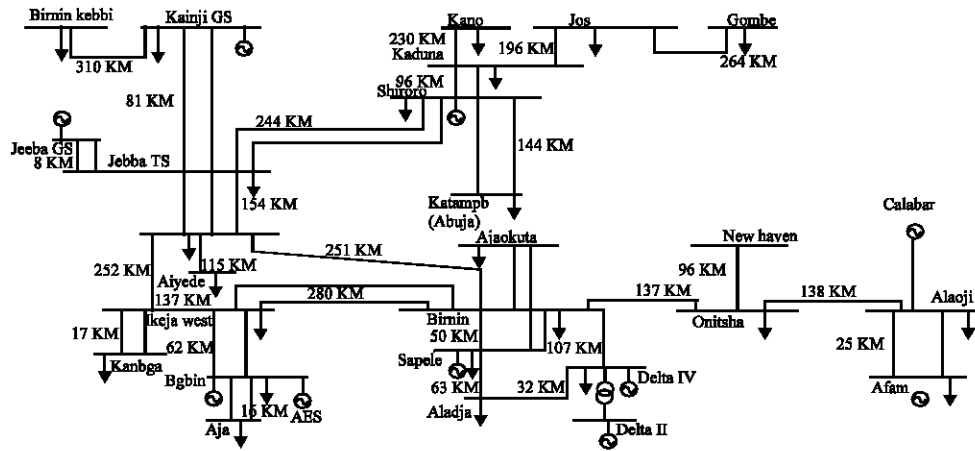 Birnin kebbi
Kainji GS
Kano
Jos
Gombe
230 KM
196 KM
Kaduna
310 KM
264 KM
81 KM
96 KM
Shiroro
244 KM
144 KM
Jeeba GS
8 KM
Jebba TS
154 KM
Katampb
(Abuja)
Calabar
Ajaokuta
New haven
251 KM
252 KM
115 KM
Aiyede
96 KM
137 KM
280 KM
137 KM
138 KM
Ikeja west
Birnin
Onitsha
Alaoji
17 KM
62 KM
50 KM
107 KM
25 KM
Kanbga
Sapele
Bgbin
63 KM
32 KM
Delta IV
Afam
16 KM
AES
Aladja
Aja
Delta II